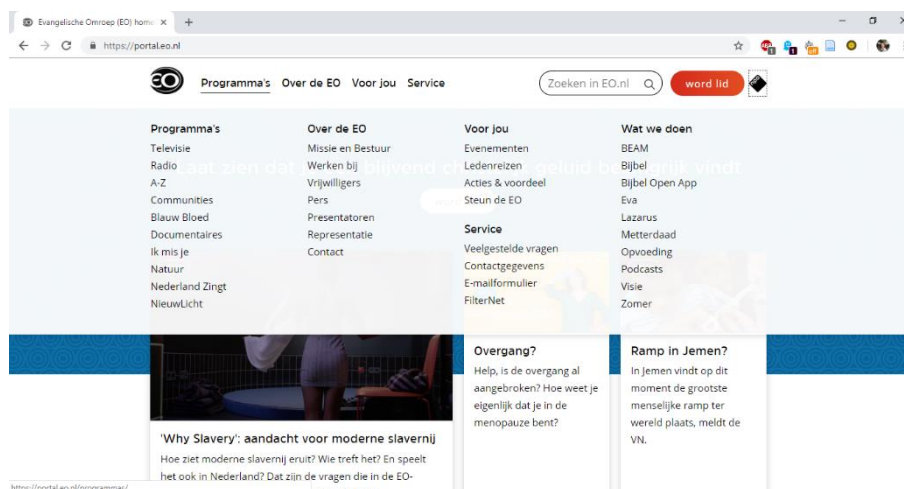 Evangelische Omroep (EO) home
https://portal.eo.nl
EO
Programma's Over de EO Voor jou Service
Zoeken in EO.nl
word lid
Programma's
Televisie
Radio
A-Z
Communities
Blauw Bloed
Documentaires
Ik mis je
Natuur
Nederland Zingt
NieuwLicht
Over de EO
Missie en Bestuur
Werken bij
Vrijwilligers
Pers
Presentatoren
Representatie
Contact
Voor jou
Evenementen
Ledenreizen
Acties & voordeel
Steun de EO
Service
Veelgestelde vragen
Contactgegevens
E-mailformulier
FilterNet
Wat we doen
BEAM
Bijbel
Bijbel Open App
Eva
Lazarus
Metterdaad
Opvoeding
Podcasts
Visie
Zomer
'Why Slavery': aandacht voor moderne slavernij
Hoe ziet moderne slavernij eruit? Wie treft het? En speelt
het ook in Nederland? Dat zijn de vragen die in de EO-
Overgang?
Help, is de overgang al
aangebroken? Hoe weet je
eigenlijk dat je in de
menopauze bent?
Ramp in Jemen?
In Jemen vindt op dit
moment de grootste
menselijke ramp ter
wereld plaats, meldt de
VN.
https://portal.eo.nl/programmas/